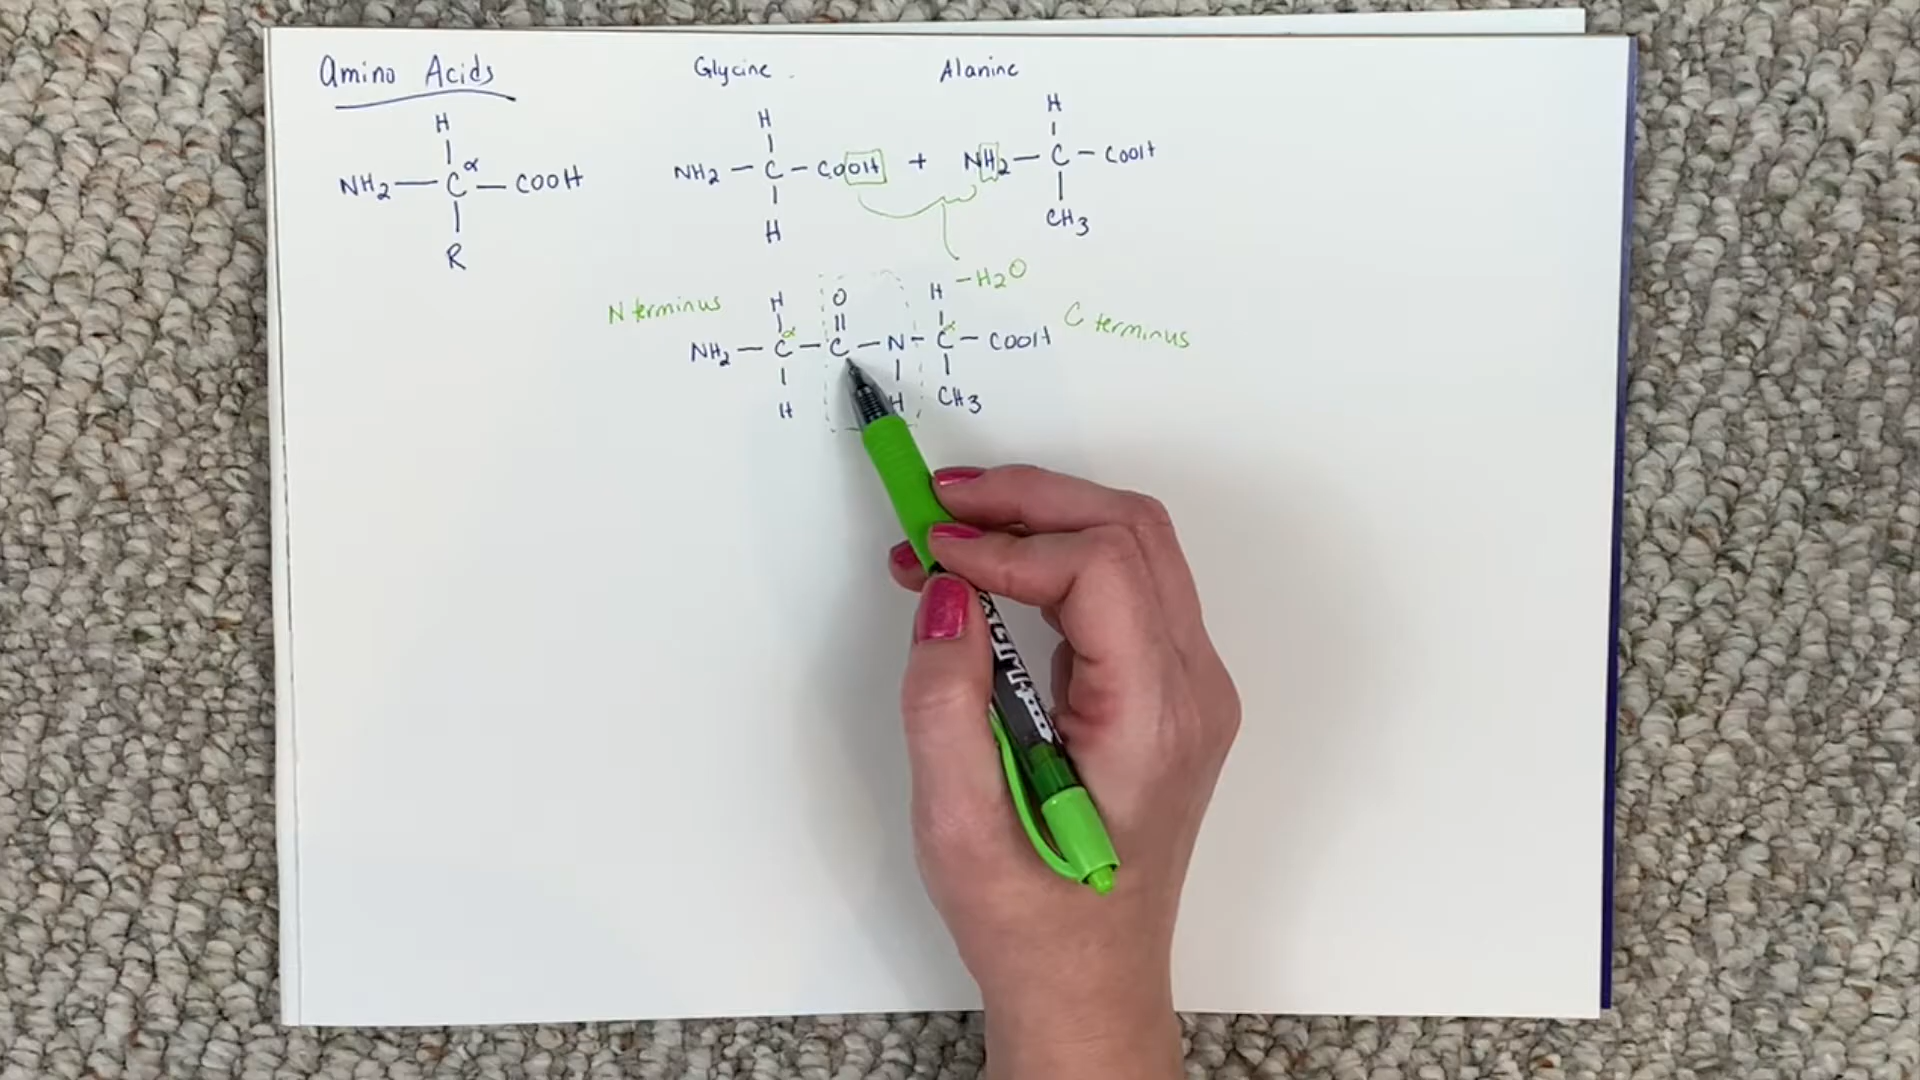 Amino Acids
Glycine
Alanine
H
NH2 — C α — COOH
R
H
NH2 — C — COOH
H
+
H
NH2 — C — COOH
CH3
-H2O
N terminus
C terminus
H O H
NH2 — C α — C — N — C α — COOH
H H CH3